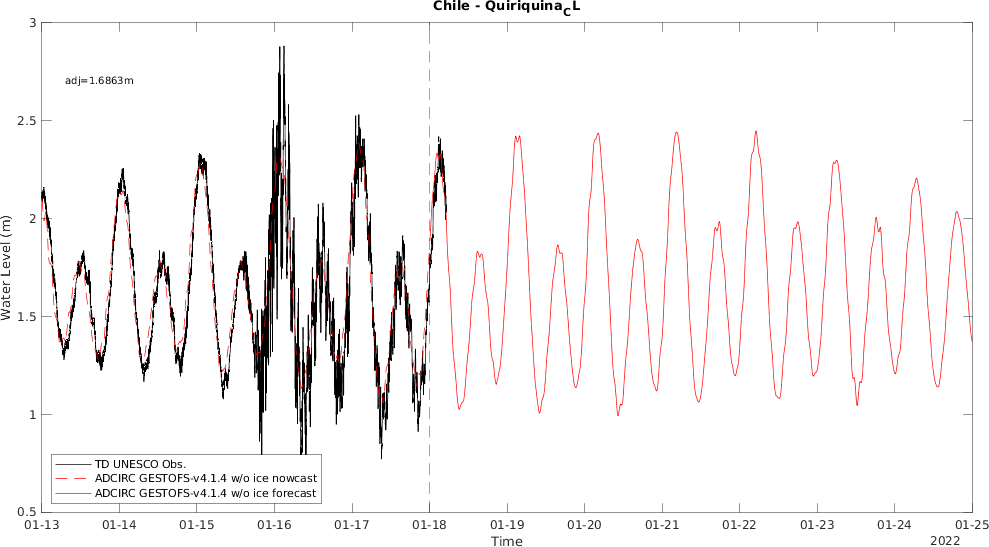 Chile - Quiriquina_CL
adj=1.6863m
3
2.5
2
1.5
1
0.5
Water Level (m)
TD UNESCO Obs.
ADCIRC GESTOFS-v4.1.4 w/o ice nowcast
ADCIRC GESTOFS-v4.1.4 w/o ice forecast
01-13 01-14 01-15 01-16 01-17 01-18 01-19 01-20 01-21 01-22 01-23 01-24 01-25
Time
2022